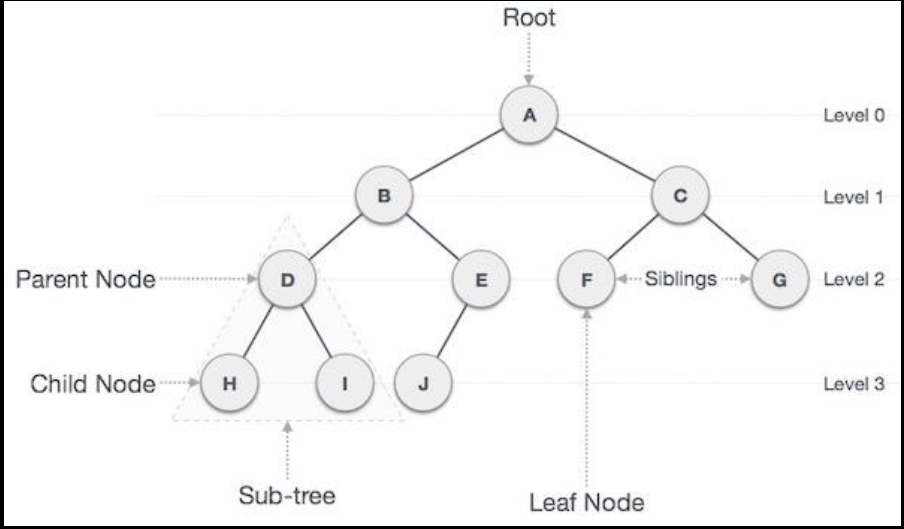 Root
A
Level 0
B
C
Level 1
Parent Node
D
E
F
Siblings
G
Level 2
Child Node
H
I
J
Level 3
Sub-tree
Leaf Node